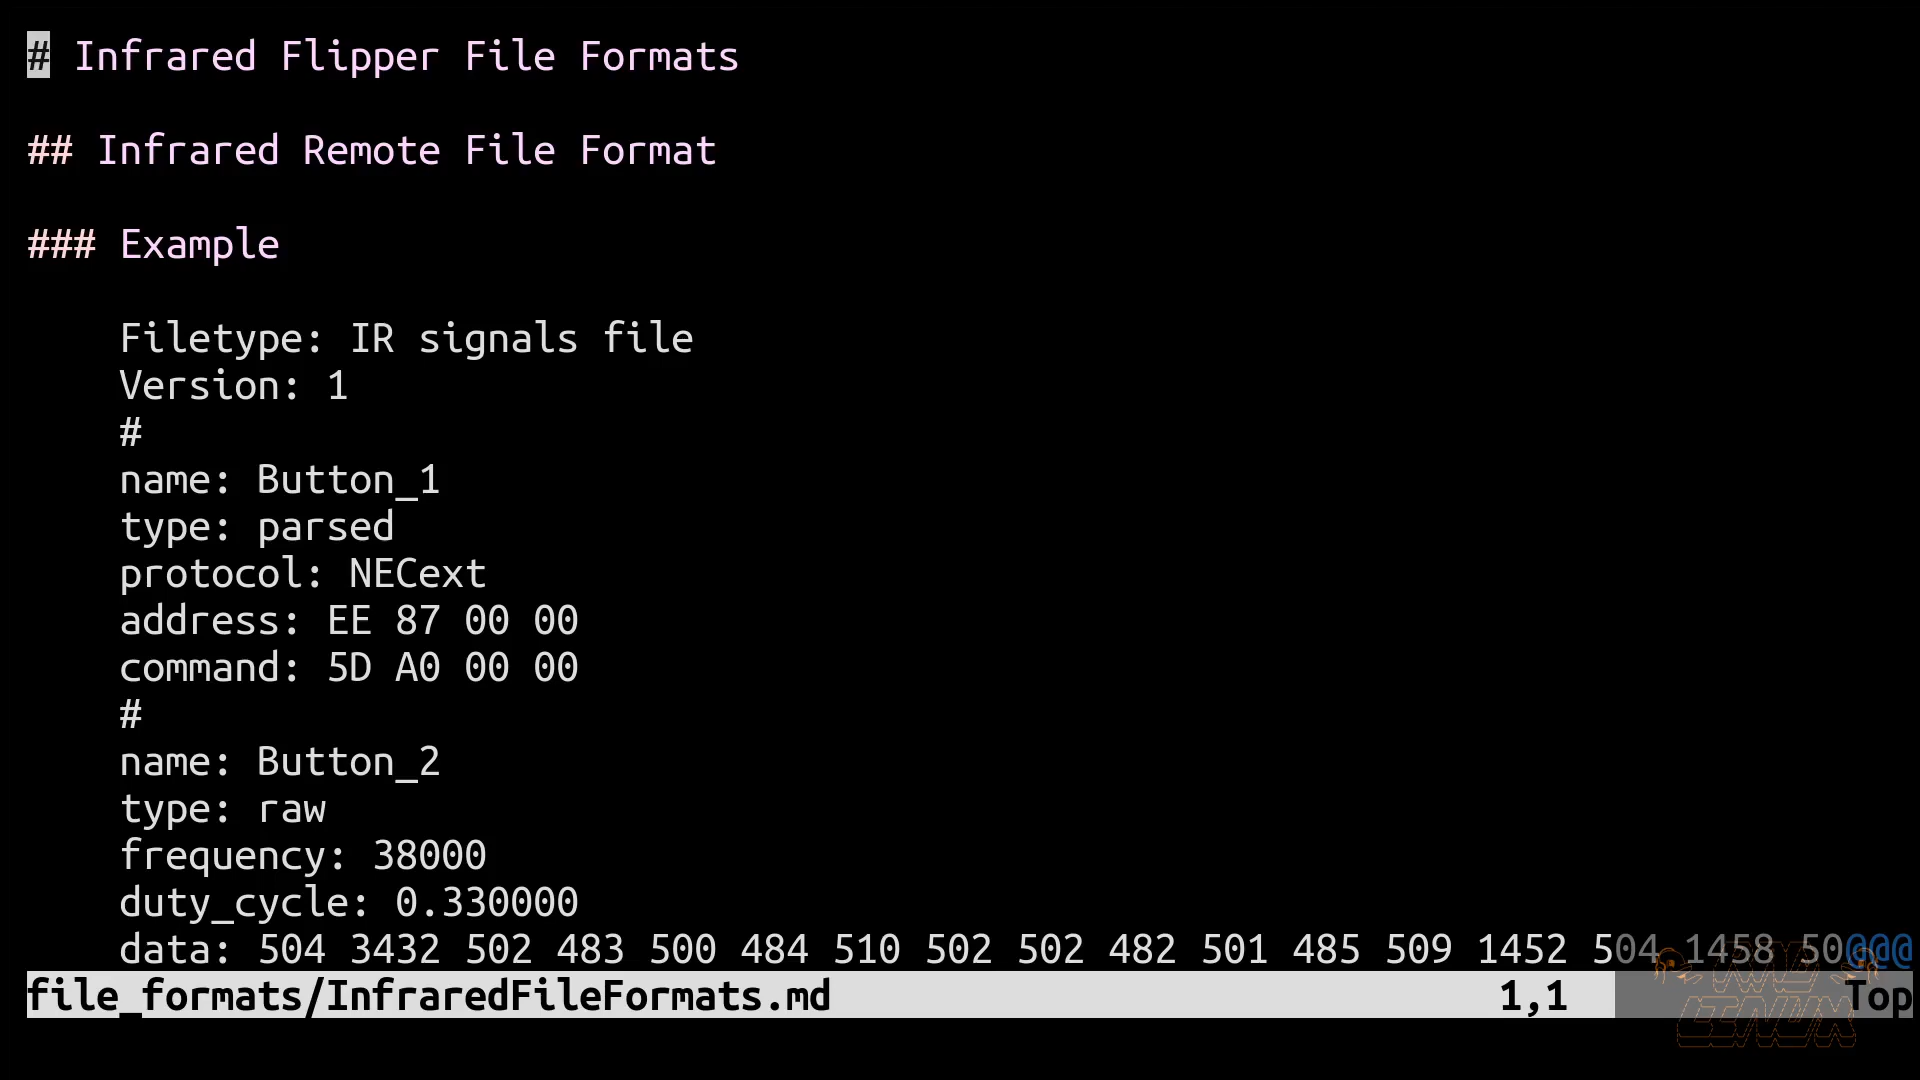 # Infrared Flipper File Formats
## Infrared Remote File Format
### Example
Filetype: IR signals file
Version: 1
#
name: Button_1
type: parsed
protocol: NECext
address: EE 87 00 00
command: 5D A0 00 00
#
name: Button_2
type: raw
frequency: 38000
duty_cycle: 0.330000
data: 504 3432 502 483 500 484 510 502 502 482 501 485 509 1452 504 1458 50@@@
file_formats/InfraredFileFormats.md 1,1 Top